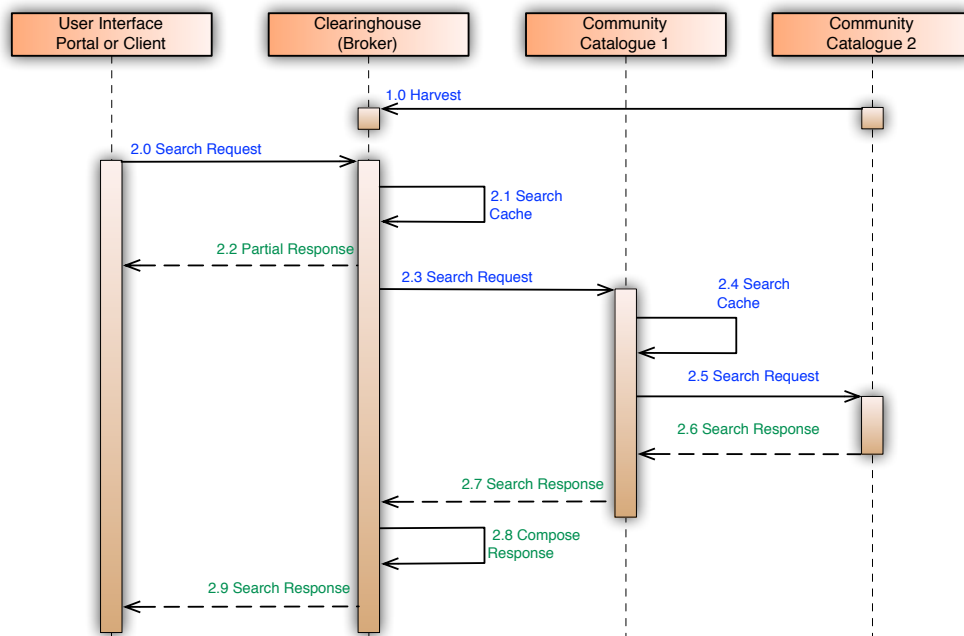 User Interface
Portal or Client
Clearinghouse
(Broker)
Community
Catalogue 1
Community
Catalogue 2
1.0 Harvest
2.0 Search Request
2.1 Search
Cache
2.2 Partial Response
2.3 Search Request
2.4 Search
Cache
2.5 Search Request
2.6 Search Response
2.7 Search Response
2.8 Compose
Response
2.9 Search Response